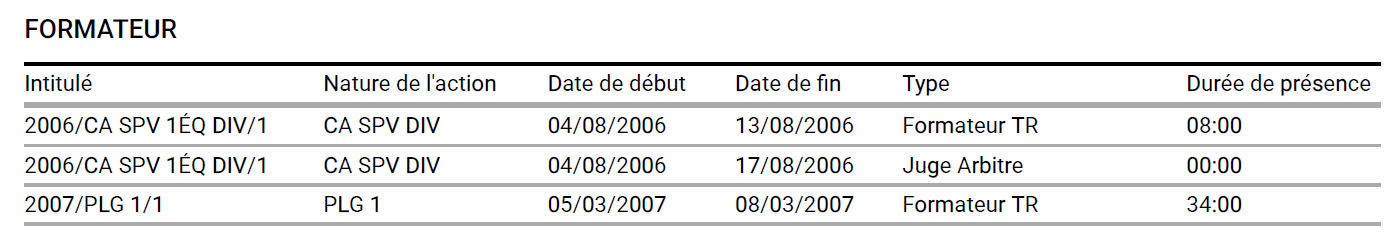 FORMATEUR
Intitulé Nature de l'action Date de début Date de fin Type Durée de présence
2006/CA SPV 1ÉQ DIV/1 CA SPV DIV 04/08/2006 13/08/2006 Formateur TR 08:00
2006/CA SPV 1ÉQ DIV/1 CA SPV DIV 04/08/2006 17/08/2006 Juge Arbitre 00:00
2007/PLG 1/1 PLG 1 05/03/2007 08/03/2007 Formateur TR 34:00